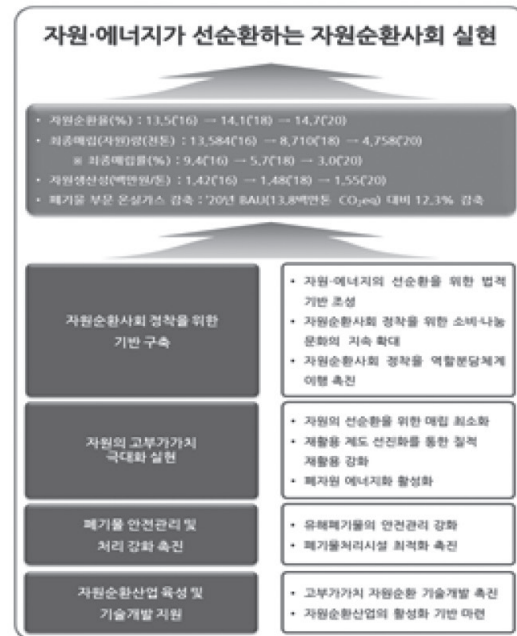 자원·에너지가 선순환하는 자원순환사회 실현
• 자원순환율(%) : 13,5('16) → 14,1('18) → 14,7('20)
• 최종매립(자원)량(천톤) : 13,584('16) → 8,710('18) → 4,758('20)
※ 최종매립률(%) : 9,4('16) → 5,7('18) → 3,0('20)
• 자원생산성(백만원/톤) : 1,42('16) → 1,48('18) → 1,55('20)
• 폐기물 부문 온실가스 감축 : '20년 BAU(13,8백만톤 CO₂eq) 대비 12,3% 감축
자원순환사회 정착을 위한
기반 구축
• 자원·에너지의 선순환을 위한 법적
기반 조성
• 자원순환사회 정착을 위한 소비·나눔
문화의 지속 확대
• 자원순환사회 정착을 역할분담체계
이행 촉진
자원의 고부가가치
극대화 실현
• 자원의 선순환을 위한 매립 최소화
• 재활용 제도 선진화를 통한 질적
재활용 강화
• 폐자원 에너지화 활성화
폐기물 안전관리 및
처리 강화 촉진
• 유해폐기물의 안전관리 강화
• 폐기물처리시설 최적화 촉진
자원순환산업 육성 및
기술개발 지원
• 고부가가치 자원순환 기술개발 촉진
• 자원순환산업의 활성화 기반 마련